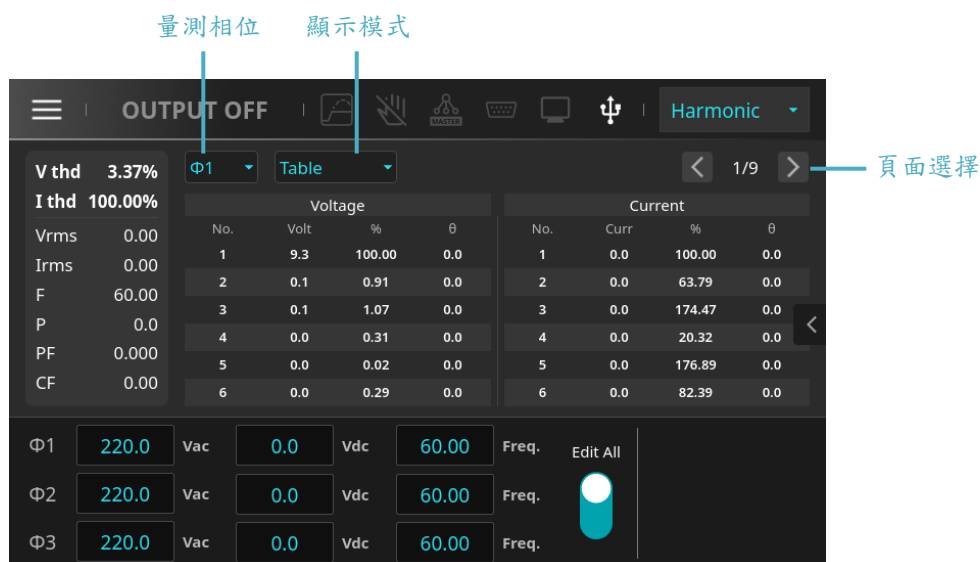 量測相位 顯示模式
OUTPUT OFF MASTER Harmonic
V thd 3.37% Φ1 Table 1/9 頁面選擇
I thd 100.00% Voltage Current
Vrms 0.00 No. Volt % θ No. Curr % θ
1 9.3 100.00 0.0 1 0.0 100.00 0.0
Irms 0.00
2 0.1 0.91 0.0 2 0.0 63.79 0.0
F 60.00
3 0.1 1.07 0.0 3 0.0 174.47 0.0
P 0.0
4 0.0 0.31 0.0 4 0.0 20.32 0.0
PF 0.000
5 0.0 0.02 0.0 5 0.0 176.89 0.0
CF 0.00
6 0.0 0.29 0.0 6 0.0 82.39 0.0
Φ1 220.0 Vac 0.0 Vdc 60.00 Freq. Edit All
Φ2 220.0 Vac 0.0 Vdc 60.00 Freq.
Φ3 220.0 Vac 0.0 Vdc 60.00 Freq.